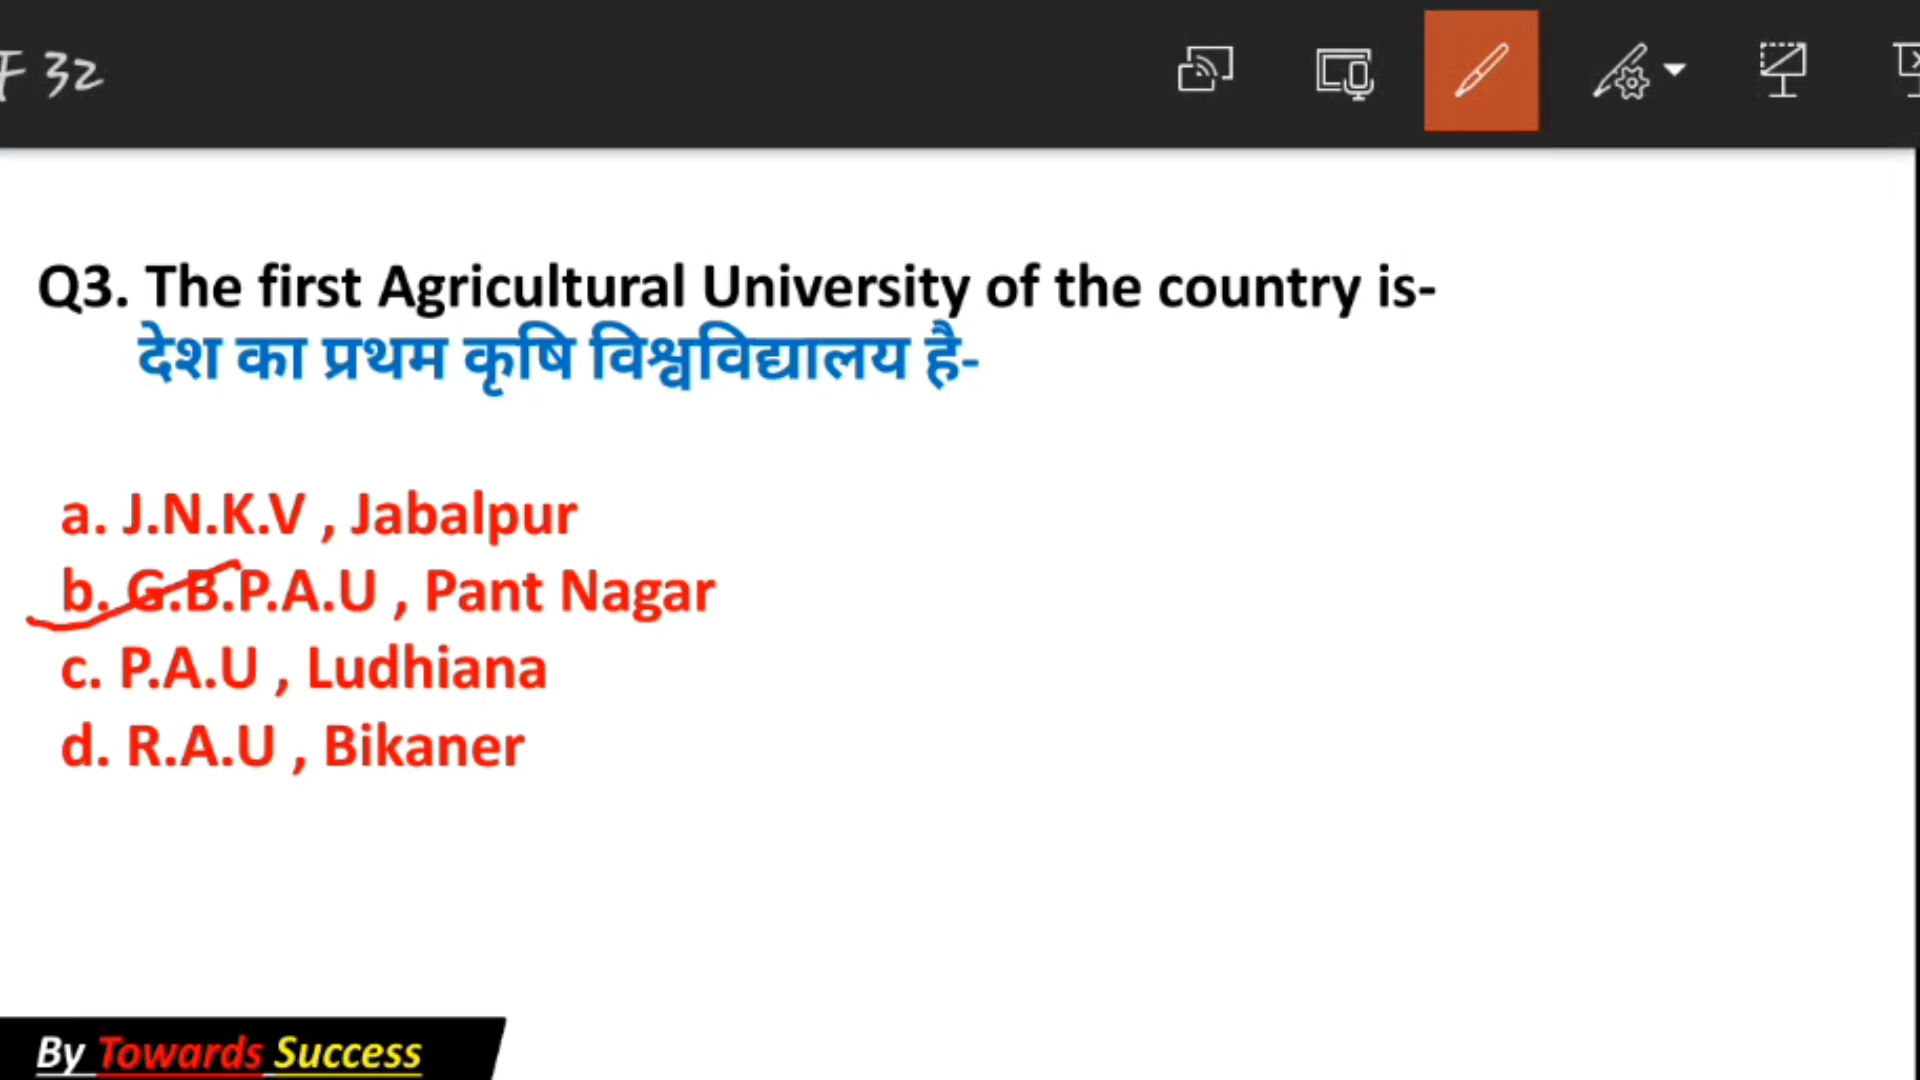 32
Q3. The first Agricultural University of the country is-
देश का प्रथम कृषि विश्वविद्यालय है-
a. J.N.K.V , Jabalpur
b. G.B.P.A.U , Pant Nagar
c. P.A.U , Ludhiana
d. R.A.U , Bikaner
By Towards Success